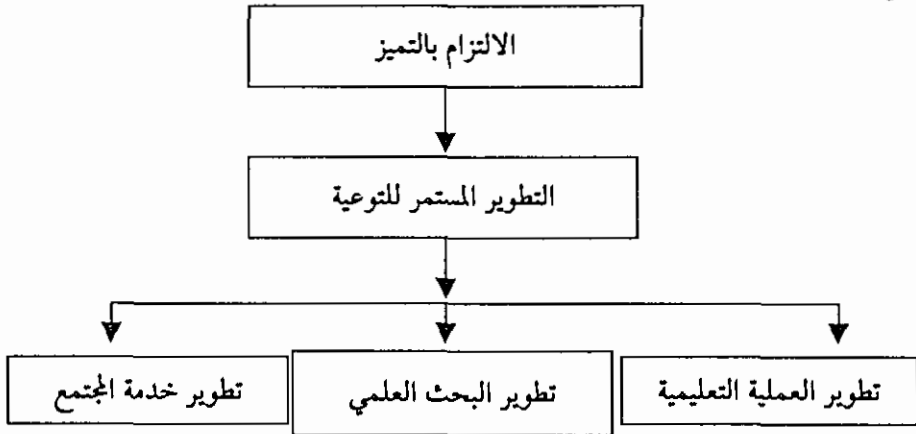 الالتزام بالتميز
التطوير المستمر للتوعية
تطوير العملية التعليمية
تطوير البحث العلمي
تطوير خدمة المجتمع